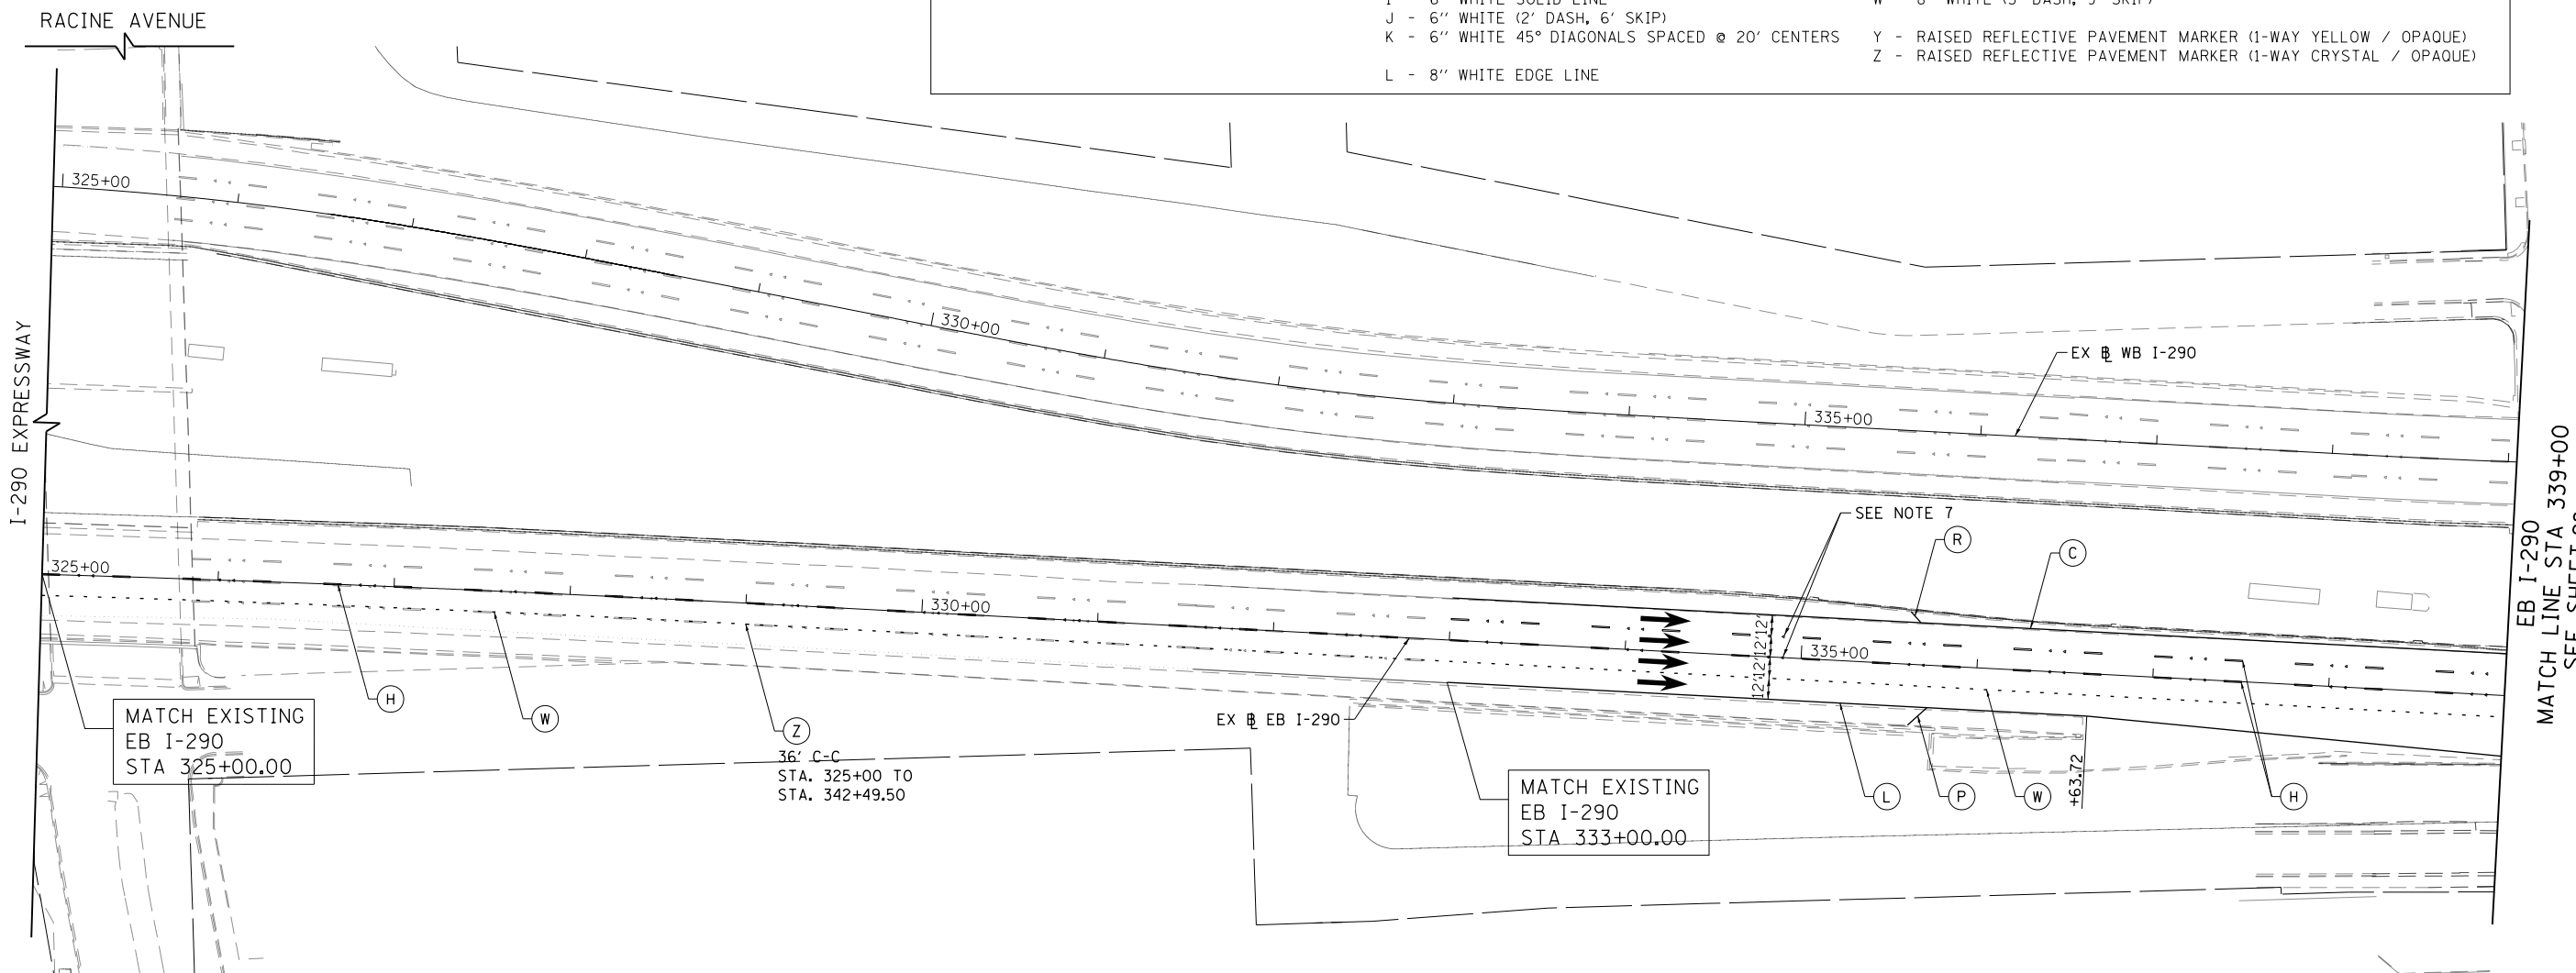 RACINE AVENUE
J - 6'' WHITE (2' DASH, 6' SKIP)
K - 6'' WHITE 45° DIAGONALS SPACED @ 20' CENTERS
L - 8'' WHITE EDGE LINE
Y - RAISED REFLECTIVE PAVEMENT MARKER (1-WAY YELLOW / OPAQUE)
Z - RAISED REFLECTIVE PAVEMENT MARKER (1-WAY CRYSTAL / OPAQUE)
325+00
330+00
EX BL WB I-290
335+00
I-290 EXPRESSWAY
SEE NOTE 7
R
C
325+00
330+00
12' 12' 12' 12'
335+00
H
W
Z
36' C-C
STA. 325+00 TO
STA. 342+49.50
MATCH EXISTING
EB I-290
STA 325+00.00
EX BL EB I-290
MATCH EXISTING
EB I-290
STA 333+00.00
L
P
W
+63.72
H
EB I-290
MATCH LINE STA 339+00